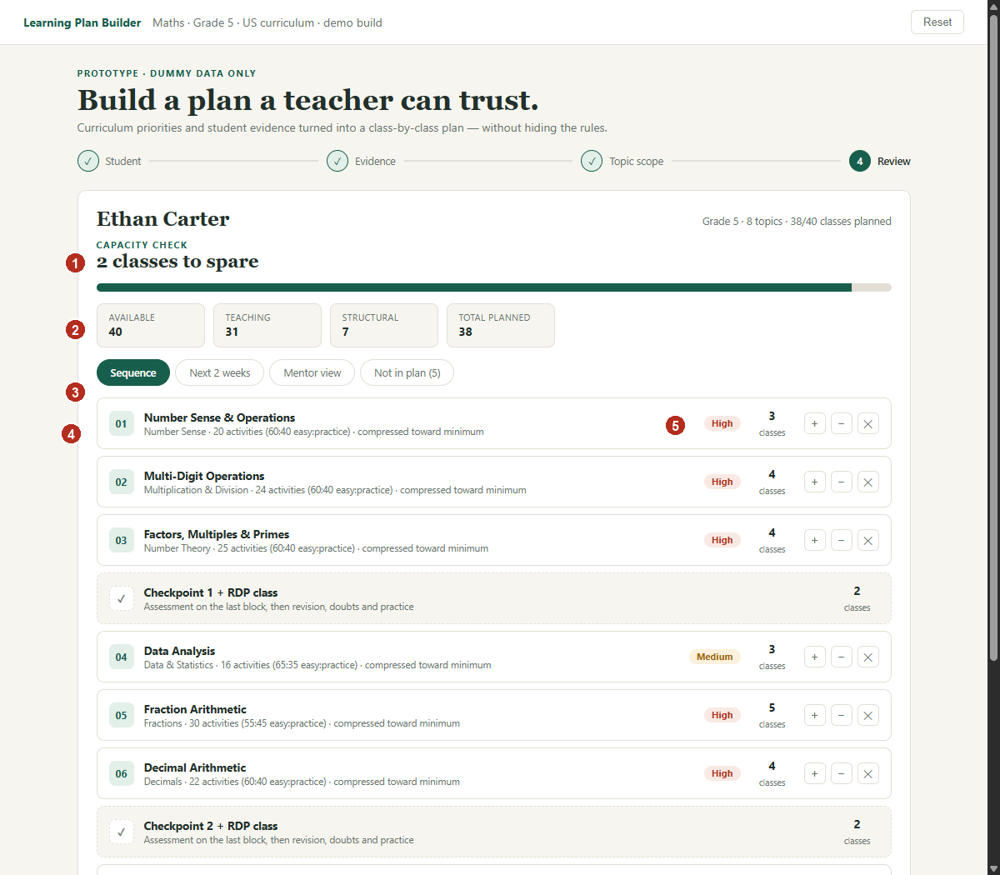 Learning Plan Builder Maths · Grade 5 · US curriculum · demo build Reset
PROTOTYPE · DUMMY DATA ONLY
Build a plan a teacher can trust.
Curriculum priorities and student evidence turned into a class-by-class plan — without hiding the rules.
✓ Student ✓ Evidence ✓ Topic scope 4 Review
Ethan Carter Grade 5 · 8 topics · 38/40 classes planned
CAPACITY CHECK
1 2 classes to spare
AVAILABLE TEACHING STRUCTURAL TOTAL PLANNED
2 40 31 7 38
Sequence Next 2 weeks Mentor view Not in plan (5)
3
4
01 Number Sense & Operations
Number Sense · 20 activities (60:40 easy:practice) · compressed toward minimum
5 High 3 classes + − ×
02 Multi-Digit Operations
Multiplication & Division · 24 activities (60:40 easy:practice) · compressed toward minimum
High 4 classes + − ×
03 Factors, Multiples & Primes
Number Theory · 25 activities (60:40 easy:practice) · compressed toward minimum
High 4 classes + − ×
✓ Checkpoint 1 + RDP class
Assessment on the last block, then revision, doubts and practice
2 classes
04 Data Analysis
Data & Statistics · 16 activities (65:35 easy:practice) · compressed toward minimum
Medium 3 classes + − ×
05 Fraction Arithmetic
Fractions · 30 activities (55:45 easy:practice) · compressed toward minimum
High 5 classes + − ×
06 Decimal Arithmetic
Decimals · 22 activities (60:40 easy:practice) · compressed toward minimum
High 4 classes + − ×
✓ Checkpoint 2 + RDP class
Assessment on the last block, then revision, doubts and practice
2 classes